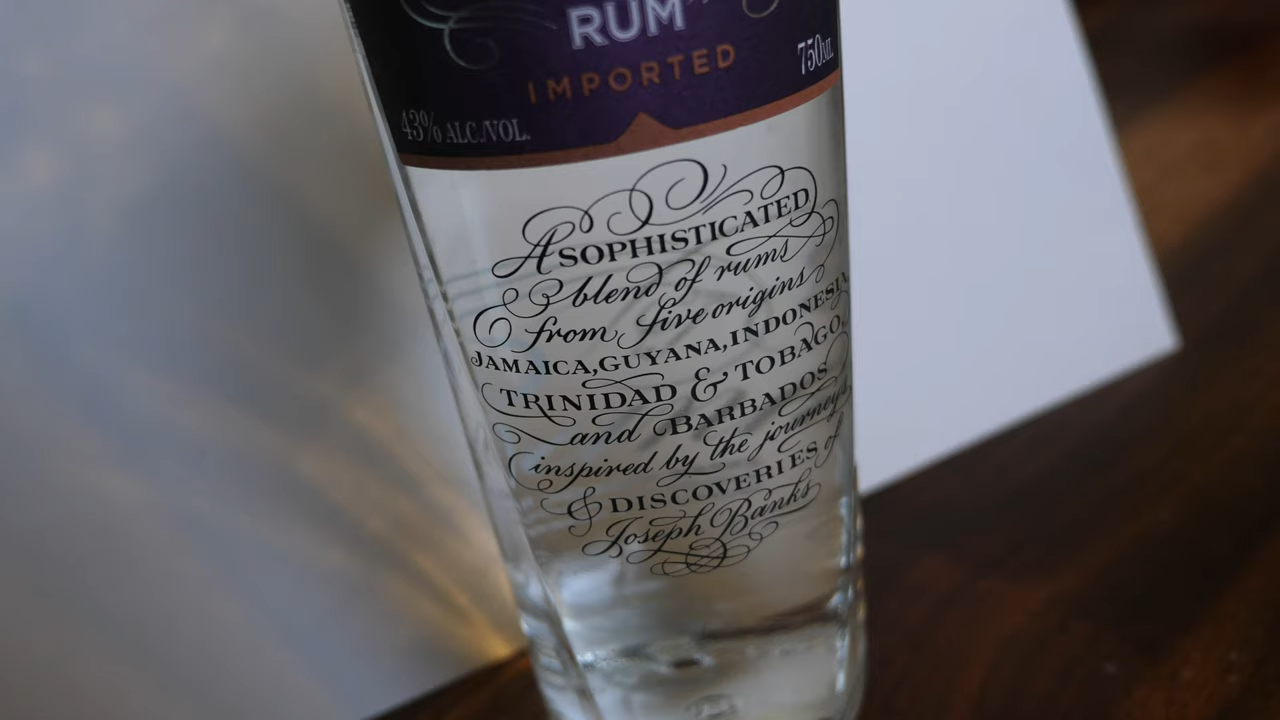 RUM
IMPORTED
750ML
43% ALC./VOL.
A SOPHISTICATED
blend of rums
from five origins
JAMAICA, GUYANA, INDONESIA,
TRINIDAD & TOBAGO,
and BARBADOS
inspired by the journeys
& DISCOVERIES of
Joseph Banks